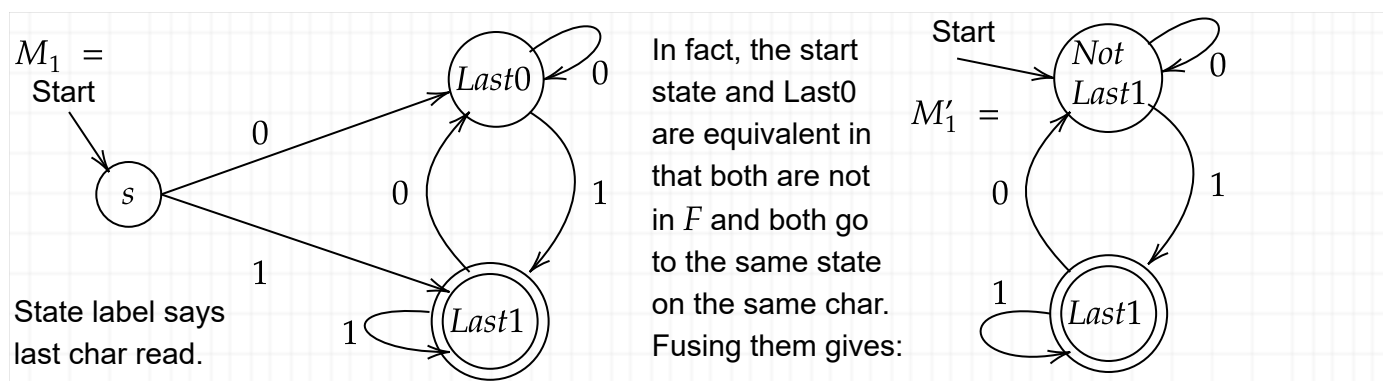 M₁ =
Start
s
0
1
State label says
last char read.
Last0
0
0
1
Last1
1
In fact, the start
state and Last0
are equivalent in
that both are not
in F and both go
to the same state
on the same char.
Fusing them gives:
Start
M₁′ =
Not
Last1
0
0
1
1
Last1